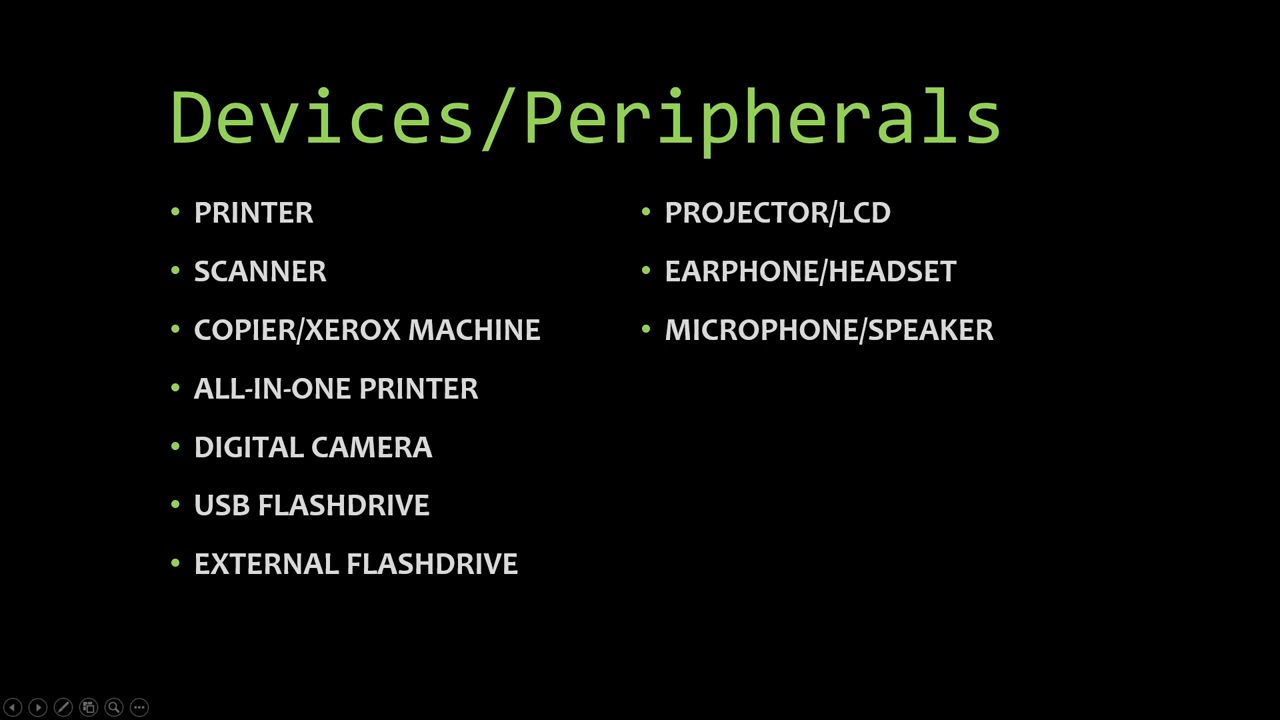 Devices/Peripherals
• PRINTER
• SCANNER
• COPIER/XEROX MACHINE
• ALL-IN-ONE PRINTER
• DIGITAL CAMERA
• USB FLASHDRIVE
• EXTERNAL FLASHDRIVE
• PROJECTOR/LCD
• EARPHONE/HEADSET
• MICROPHONE/SPEAKER